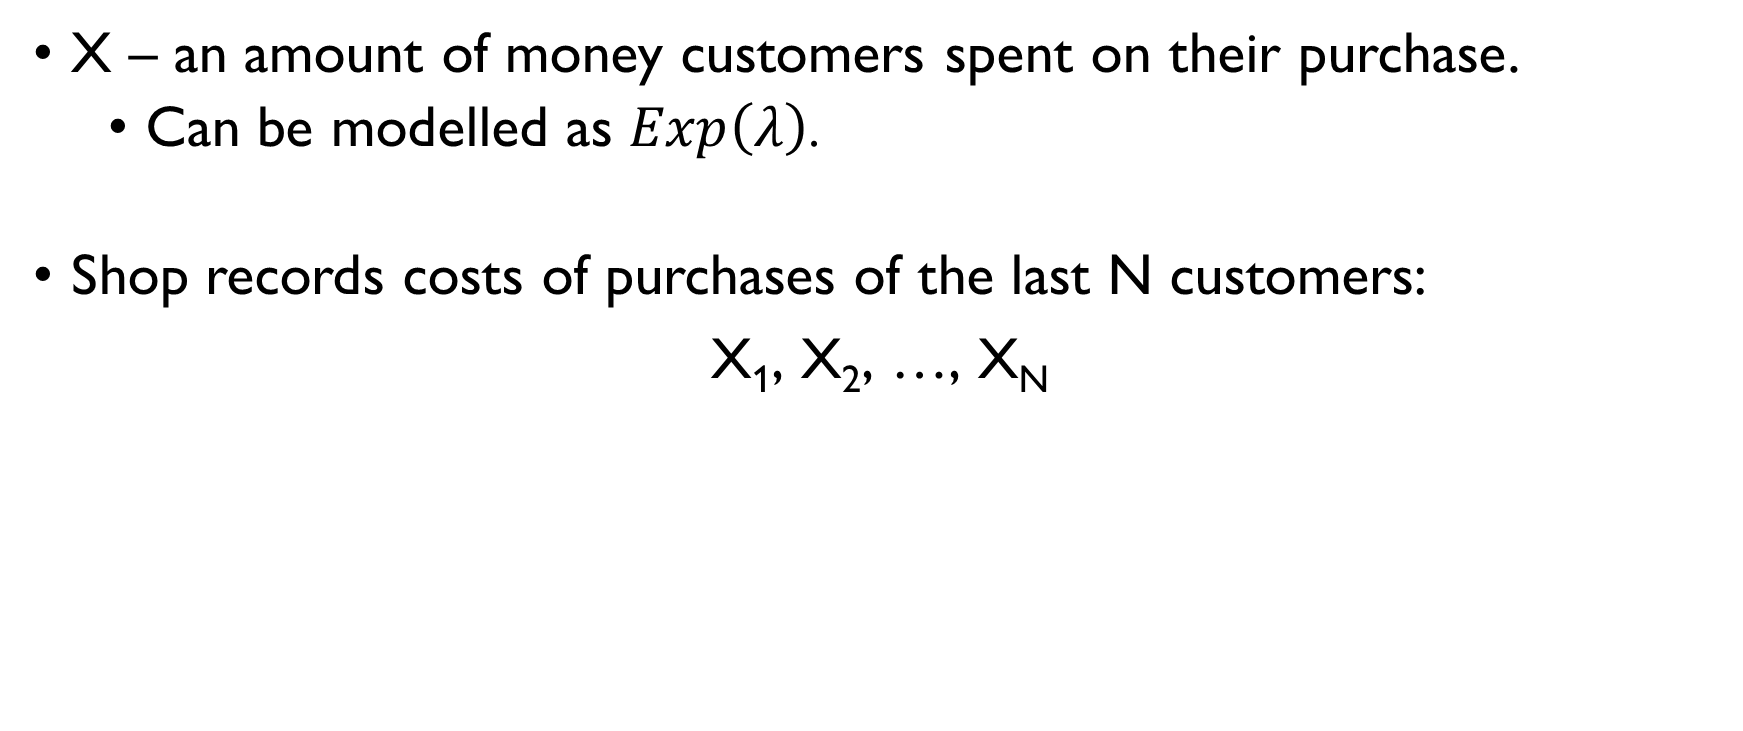 • X – an amount of money customers spent on their purchase.
• Can be modelled as 𝐸𝑥𝑝(𝜆).
• Shop records costs of purchases of the last N customers:
X₁, X₂, …, X_N